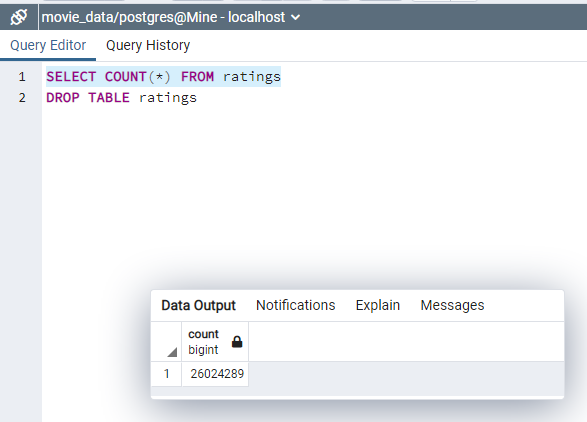 movie_data/postgres@Mine - localhost
Query Editor Query History
1 SELECT COUNT(*) FROM ratings
2 DROP TABLE ratings
Data Output Notifications Explain Messages
count
bigint
1 26024289